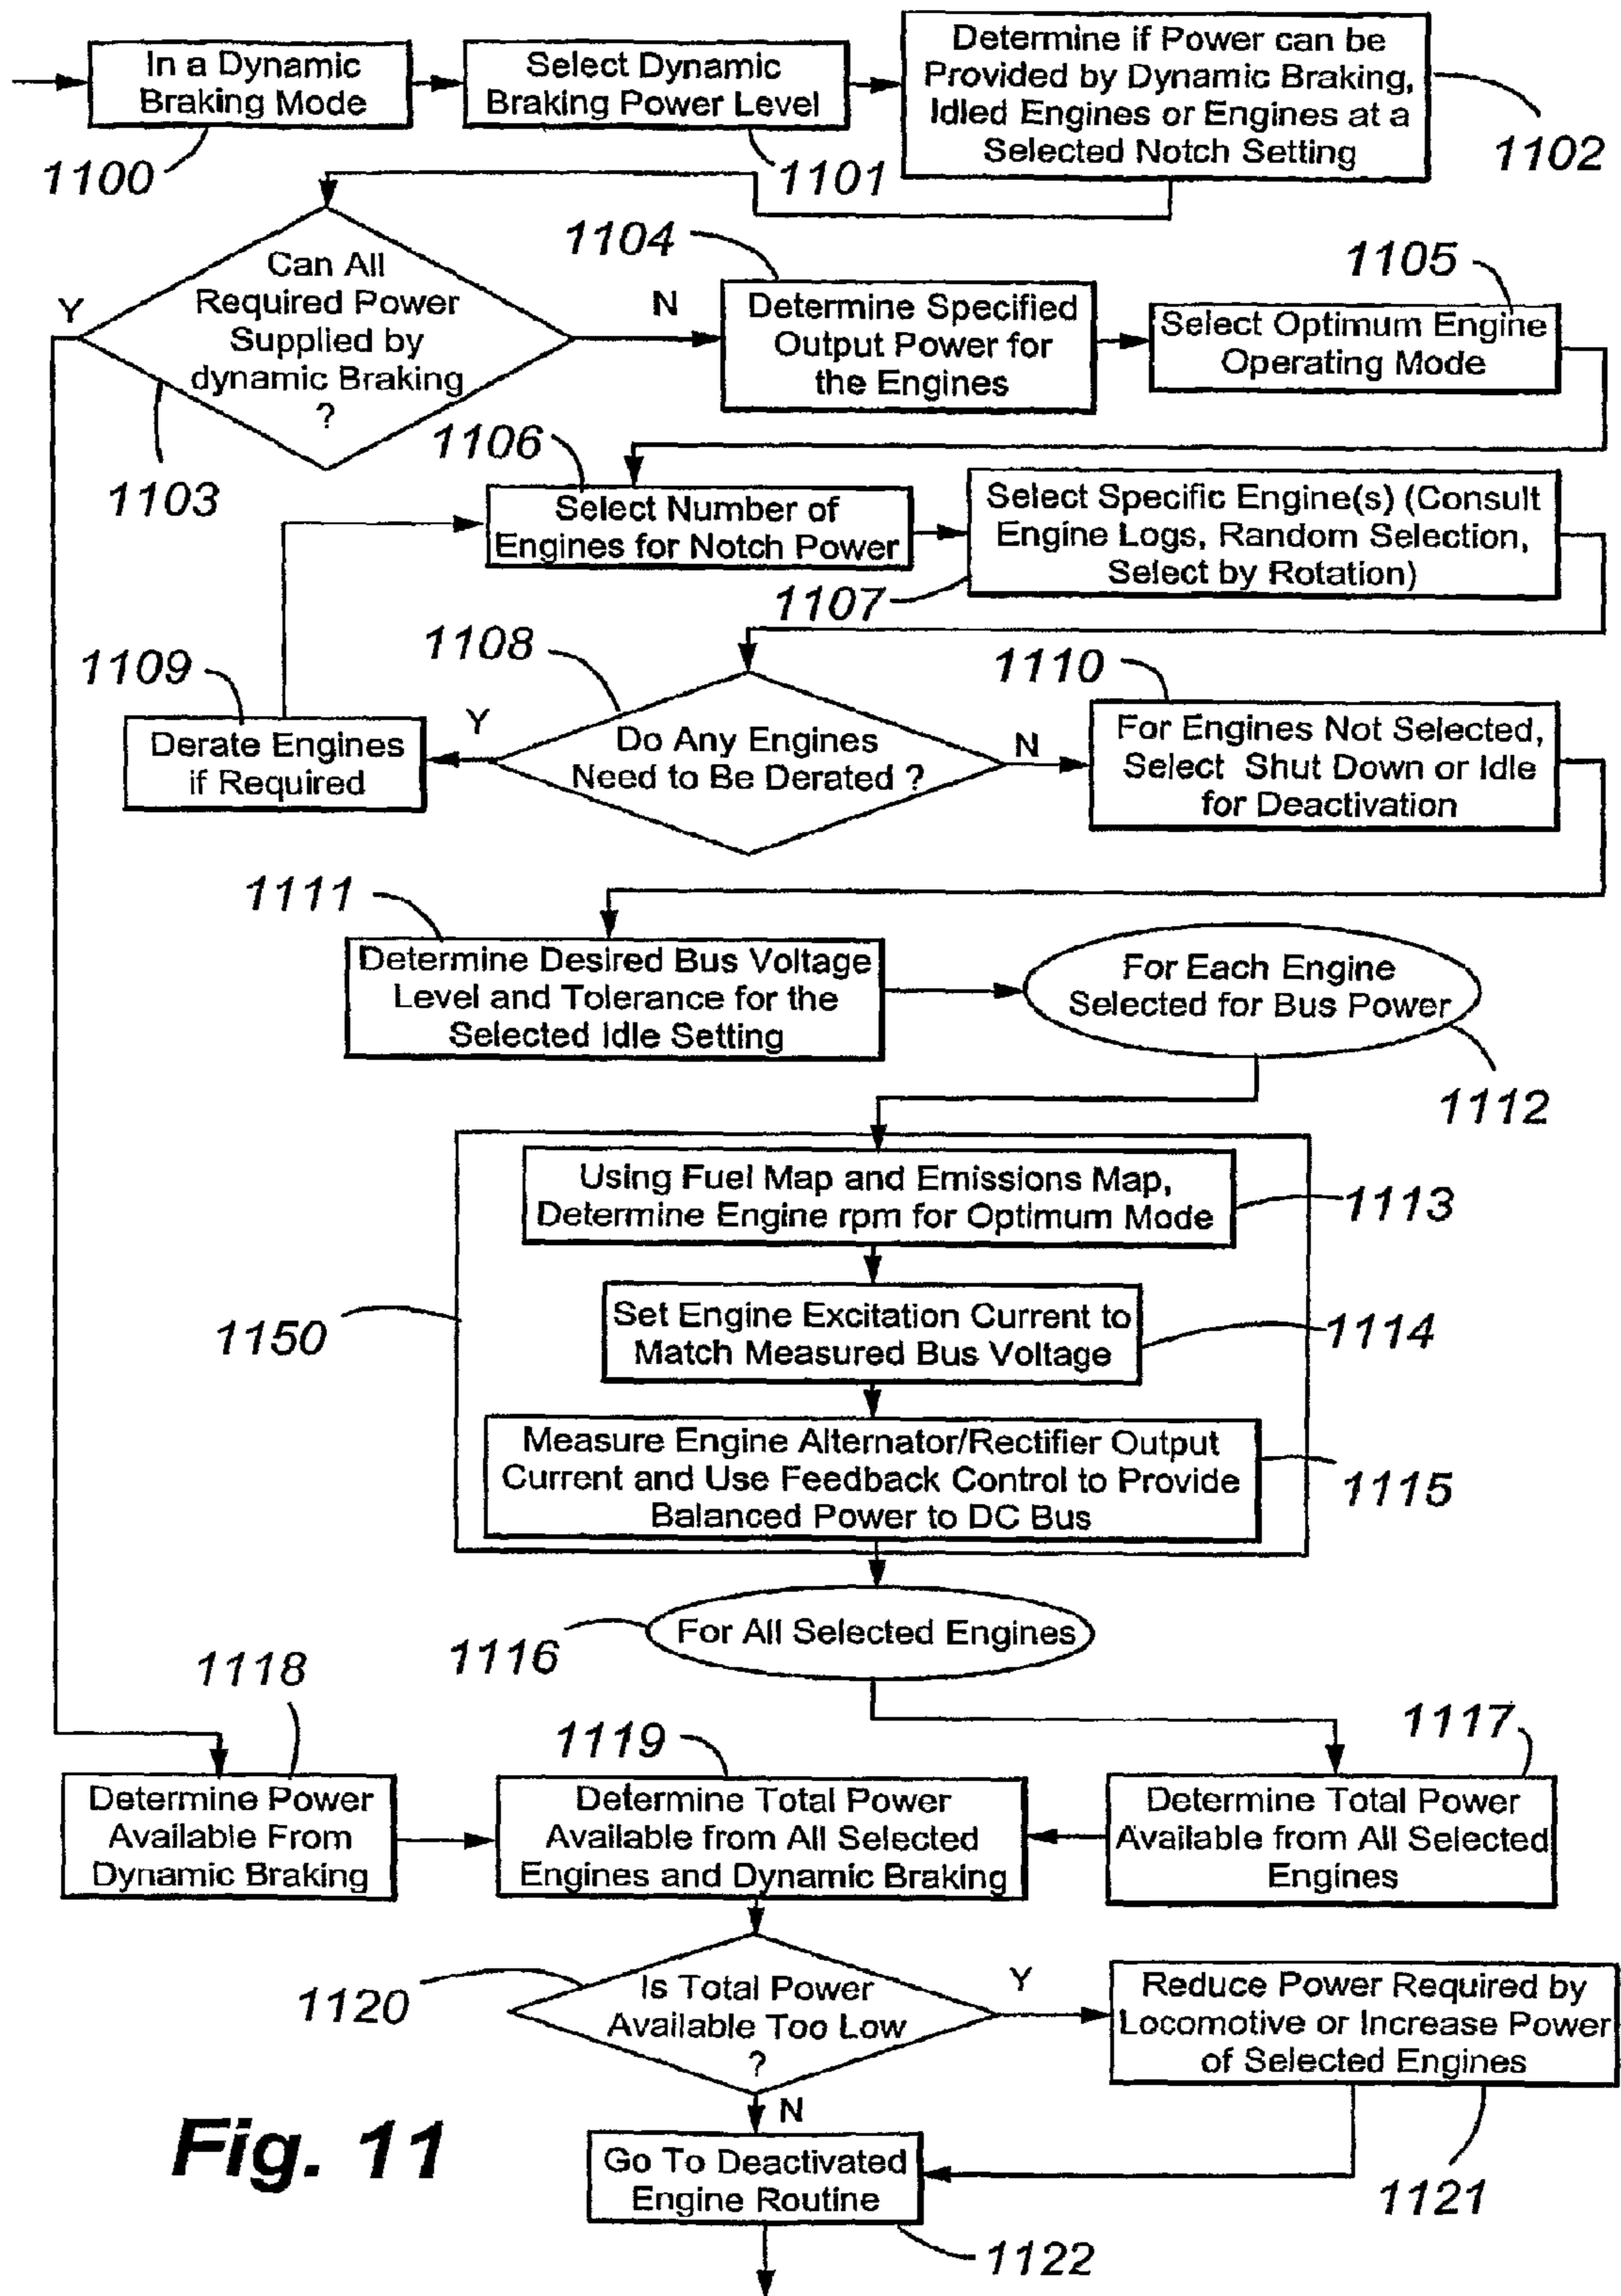 In a Dynamic
Braking Mode
1100
Select Dynamic
Braking Power Level
1101
Determine if Power can be
Provided by Dynamic Braking,
Idled Engines or Engines at a
Selected Notch Setting
1102
Can All
Required Power
Supplied by
dynamic Braking
?
Y
N
1103
1104
Determine Specified
Output Power for
the Engines
1105
Select Optimum Engine
Operating Mode
1106
Select Number of
Engines for Notch Power
Select Specific Engine(s) (Consult
Engine Logs, Random Selection,
Select by Rotation)
1107
1108
Do Any Engines
Need to Be Derated ?
Y
N
1109
Derate Engines
if Required
1110
For Engines Not Selected,
Select Shut Down or Idle
for Deactivation
1111
Determine Desired Bus Voltage
Level and Tolerance for the
Selected Idle Setting
For Each Engine
Selected for Bus Power
1112
Using Fuel Map and Emissions Map,
Determine Engine rpm for Optimum Mode
1113
1150
Set Engine Excitation Current to
Match Measured Bus Voltage
1114
Measure Engine Alternator/Rectifier Output
Current and Use Feedback Control to Provide
Balanced Power to DC Bus
1115
For All Selected Engines
1116
1118
Determine Power
Available From
Dynamic Braking
1119
Determine Total Power
Available from All Selected
Engines and Dynamic Braking
1117
Determine Total Power
Available from All Selected
Engines
1120
Is Total Power
Available Too Low
?
Y
N
Reduce Power Required by
Locomotive or Increase Power
of Selected Engines
1121
Go To Deactivated
Engine Routine
1122
Fig. 11